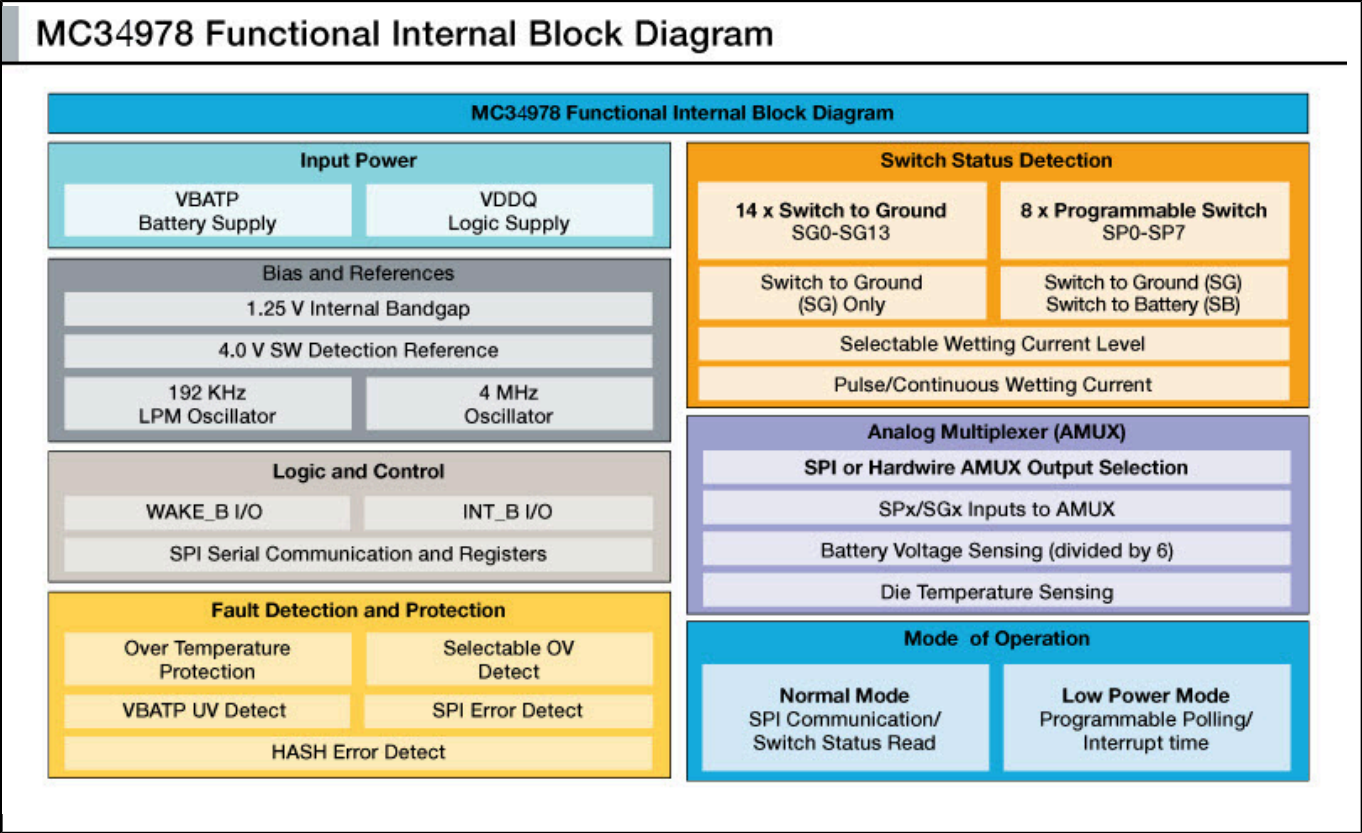 MC34978 Functional Internal Block Diagram
MC34978 Functional Internal Block Diagram
Input Power
VBATP
Battery Supply
VDDQ
Logic Supply
Bias and References
1.25 V Internal Bandgap
4.0 V SW Detection Reference
192 KHz
LPM Oscillator
4 MHz
Oscillator
Logic and Control
WAKE_B I/O
INT_B I/O
SPI Serial Communication and Registers
Fault Detection and Protection
Over Temperature
Protection
Selectable OV
Detect
VBATP UV Detect
SPI Error Detect
HASH Error Detect
Switch Status Detection
14 x Switch to Ground
SG0-SG13
8 x Programmable Switch
SP0-SP7
Switch to Ground
(SG) Only
Switch to Ground (SG)
Switch to Battery (SB)
Selectable Wetting Current Level
Pulse/Continuous Wetting Current
Analog Multiplexer (AMUX)
SPI or Hardwire AMUX Output Selection
SPx/SGx Inputs to AMUX
Battery Voltage Sensing (divided by 6)
Die Temperature Sensing
Mode of Operation
Normal Mode
SPI Communication/
Switch Status Read
Low Power Mode
Programmable Polling/
Interrupt time